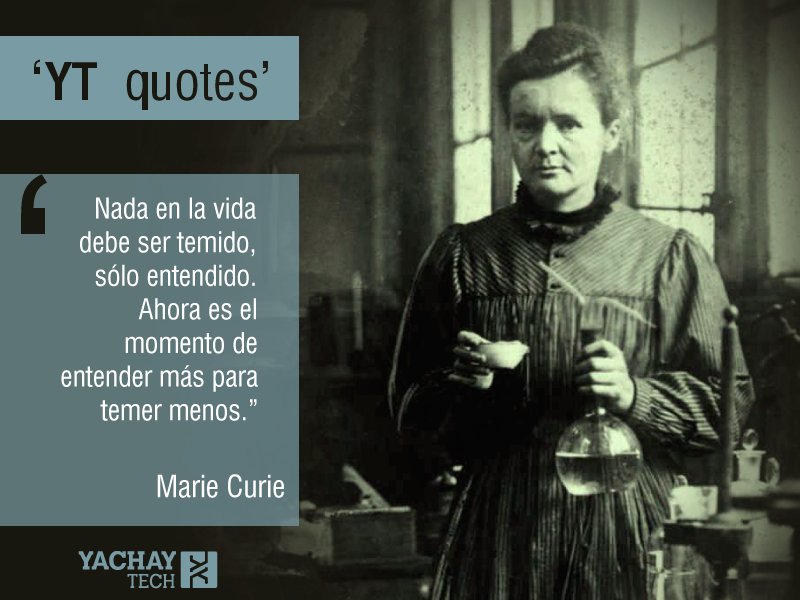 ‘YT quotes’
‘
Nada en la vida
debe ser temido,
sólo entendido.
Ahora es el
momento de
entender más para
temer menos.”
Marie Curie
YACHAY
TECH